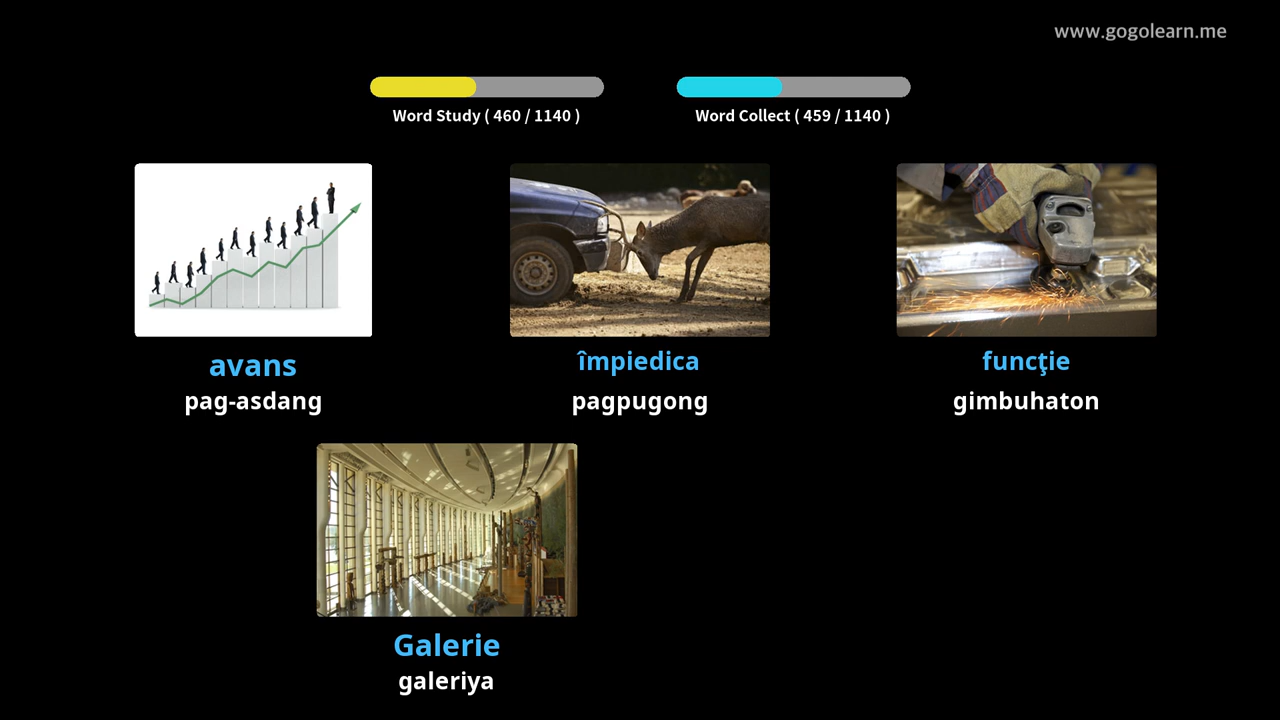 www.gogolearn.me
Word Study ( 460 / 1140 )
Word Collect ( 459 / 1140 )
avans
pag-asdang
împiedica
pagpugong
funcţie
gimbuhaton
Galerie
galeriya